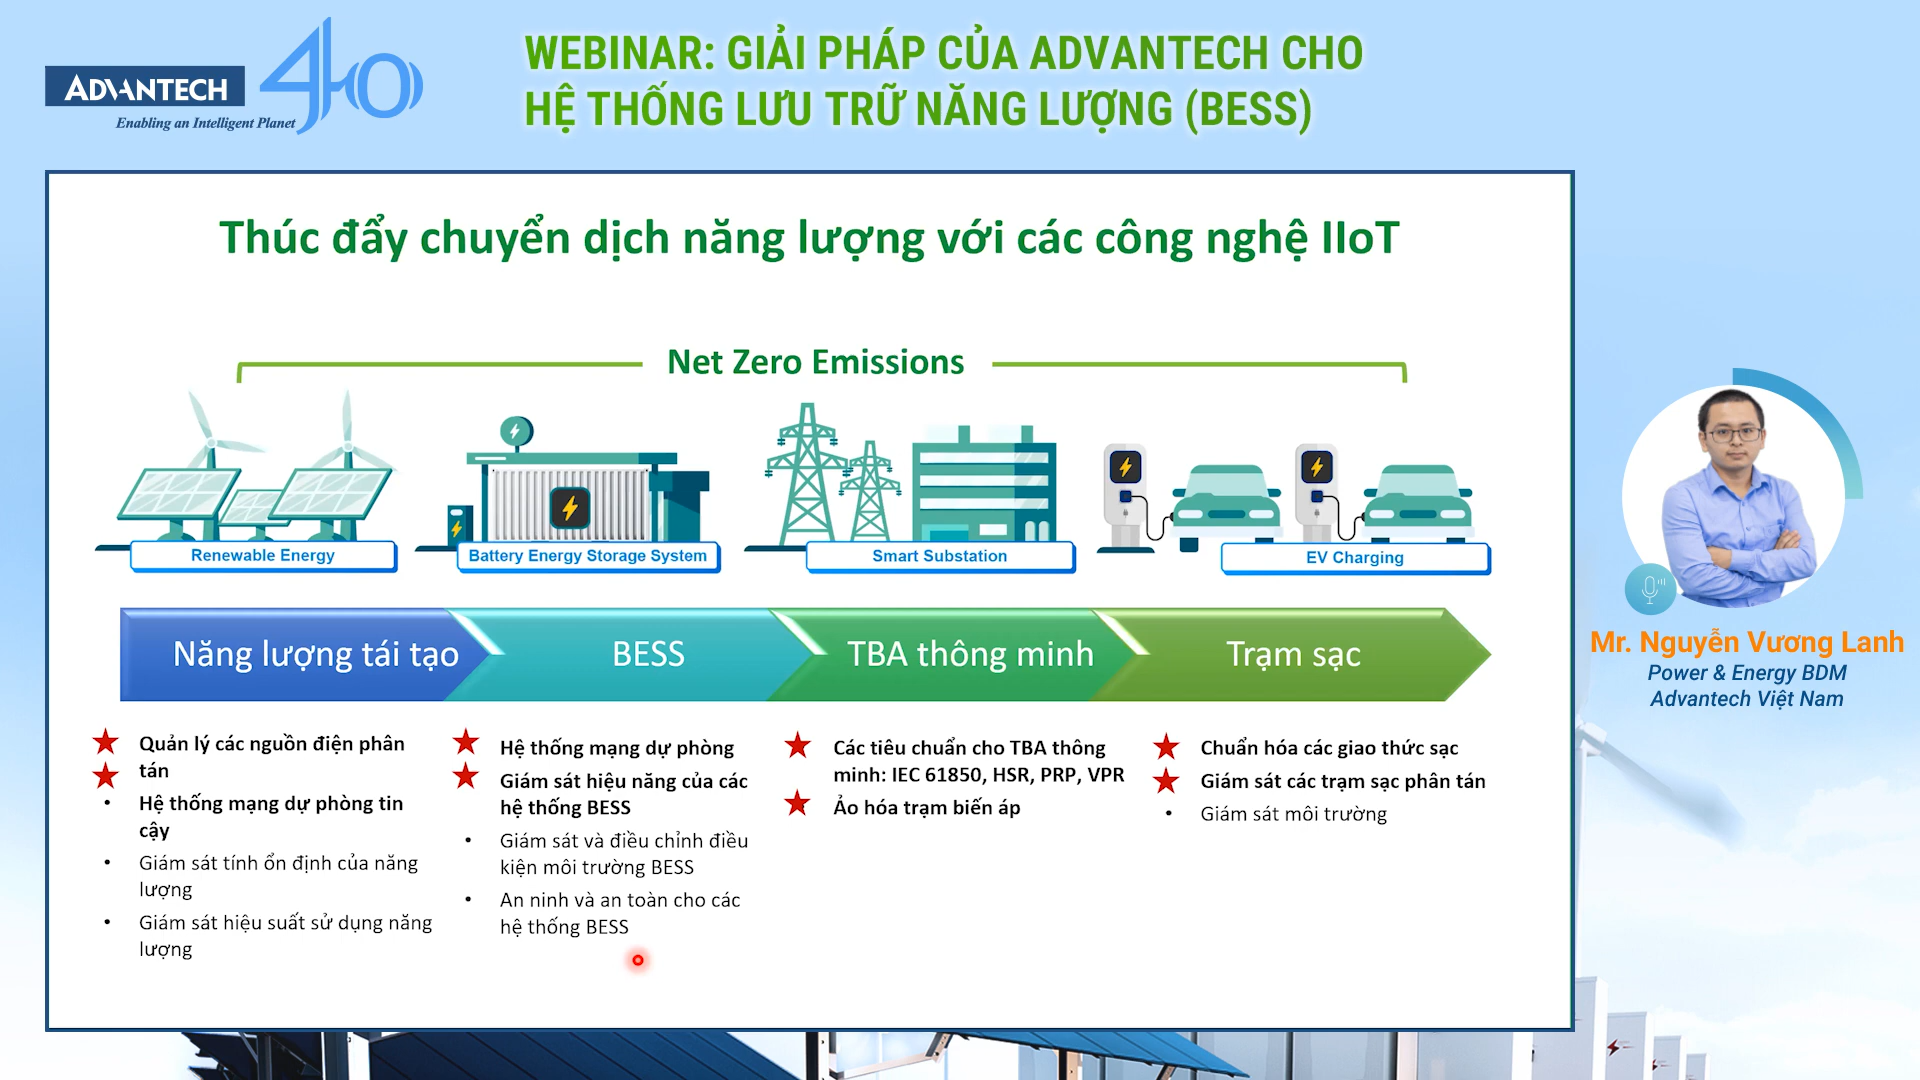 ADVANTECH
Enabling an Intelligent Planet
40
WEBINAR: GIẢI PHÁP CỦA ADVANTECH CHO
HỆ THỐNG LƯU TRỮ NĂNG LƯỢNG (BESS)
Thúc đẩy chuyển dịch năng lượng với các công nghệ IIoT
Net Zero Emissions
Renewable Energy
Battery Energy Storage System
Smart Substation
EV Charging
Năng lượng tái tạo
BESS
TBA thông minh
Trạm sạc
Quản lý các nguồn điện phân
tán
• Hệ thống mạng dự phòng tin
cậy
• Giám sát tính ổn định của năng
lượng
• Giám sát hiệu suất sử dụng năng
lượng
Hệ thống mạng dự phòng
Giám sát hiệu năng của các
hệ thống BESS
• Giám sát và điều chỉnh điều
kiện môi trường BESS
• An ninh và an toàn cho các
hệ thống BESS
Các tiêu chuẩn cho TBA thông
minh: IEC 61850, HSR, PRP, VPR
Ảo hóa trạm biến áp
Chuẩn hóa các giao thức sạc
Giám sát các trạm sạc phân tán
• Giám sát môi trường
Mr. Nguyễn Vương Lanh
Power & Energy BDM
Advantech Việt Nam